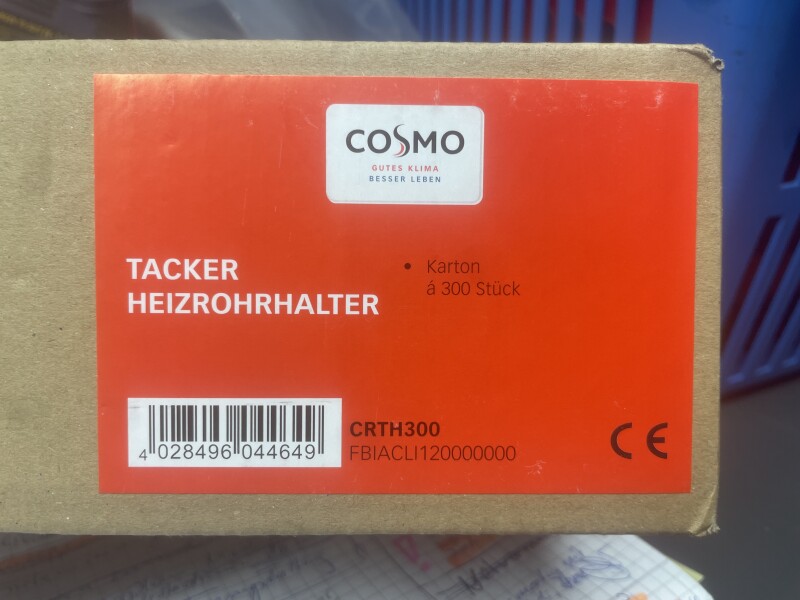 COSMO
GUTES KLIMA
BESSER LEBEN
TACKER
HEIZROHRHALTER
• Karton
á 300 Stück
4 028496 044649
CRTH300
FBIACLI120000000
CE